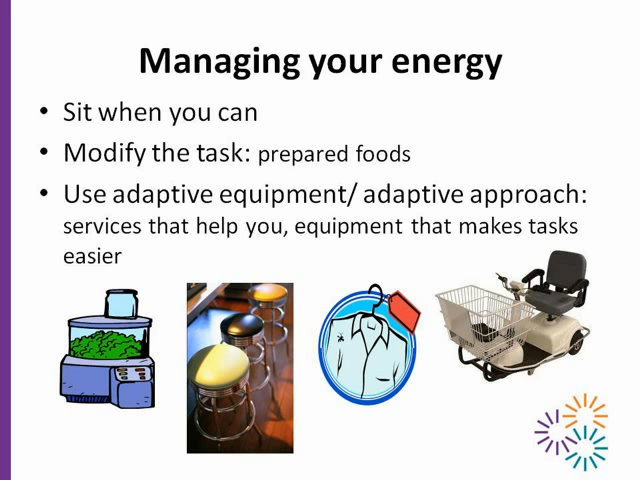 Managing your energy
• Sit when you can
• Modify the task: prepared foods
• Use adaptive equipment/ adaptive approach:
services that help you, equipment that makes tasks
easier